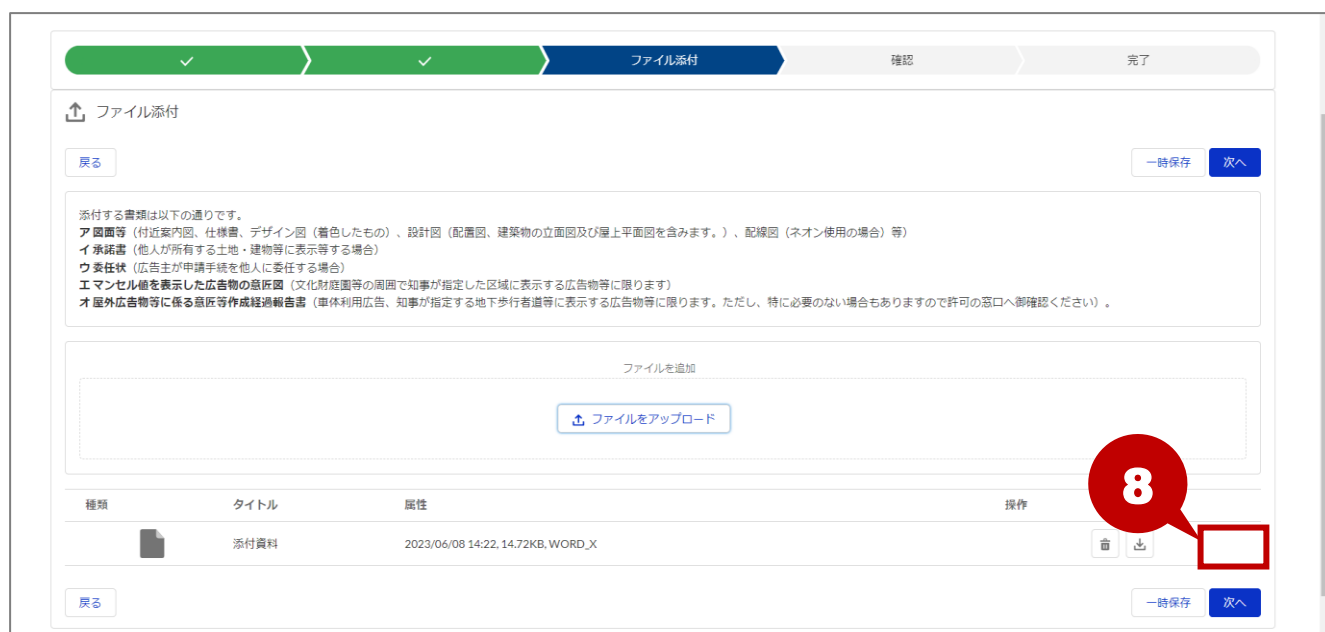 ファイル添付
確認
完了
ファイル添付
戻る
一時保存
次へ
添付する書類は以下の通りです。
ア 図面等（付近案内図、仕様書、デザイン図（着色したもの）、設計図（配置図、建築物の立面図及び屋上平面図を含みます。）、配線図（ネオン使用の場合）等）
イ 承諾書（他人が所有する土地・建物等に表示等する場合）
ウ 委任状（広告主が申請手続を他人に委任する場合）
エ マンセル値を表示した広告物の意匠図（文化財庭園等の周囲で知事が指定した区域に表示する広告物等に限ります）
オ 屋外広告物等に係る意匠等作成経過報告書（車体利用広告、知事が指定する地下歩行者道等に表示する広告物等に限ります。ただし、特に必要のない場合もありますので許可の窓口へ御確認ください）。
ファイルを追加
ファイルをアップロード
8
種類
タイトル
属性
操作
添付資料
2023/06/08 14:22, 14.72KB, WORD_X
戻る
一時保存
次へ